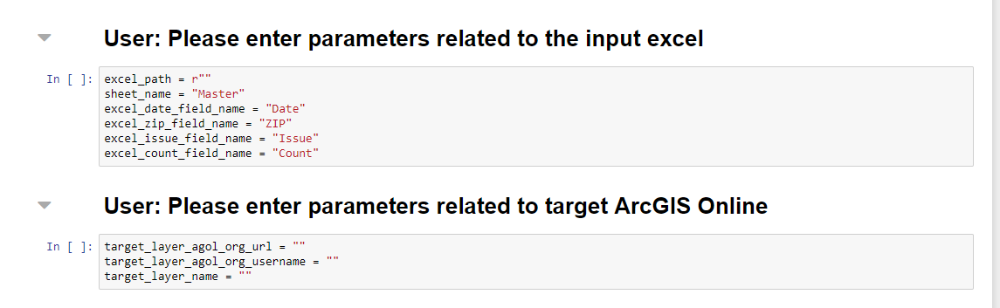 User: Please enter parameters related to the input excel
In [ ]: excel_path = r""
sheet_name = "Master"
excel_date_field_name = "Date"
excel_zip_field_name = "ZIP"
excel_issue_field_name = "Issue"
excel_count_field_name = "Count"
User: Please enter parameters related to target ArcGIS Online
In [ ]: target_layer_agol_org_url = ""
target_layer_agol_org_username = ""
target_layer_name = ""